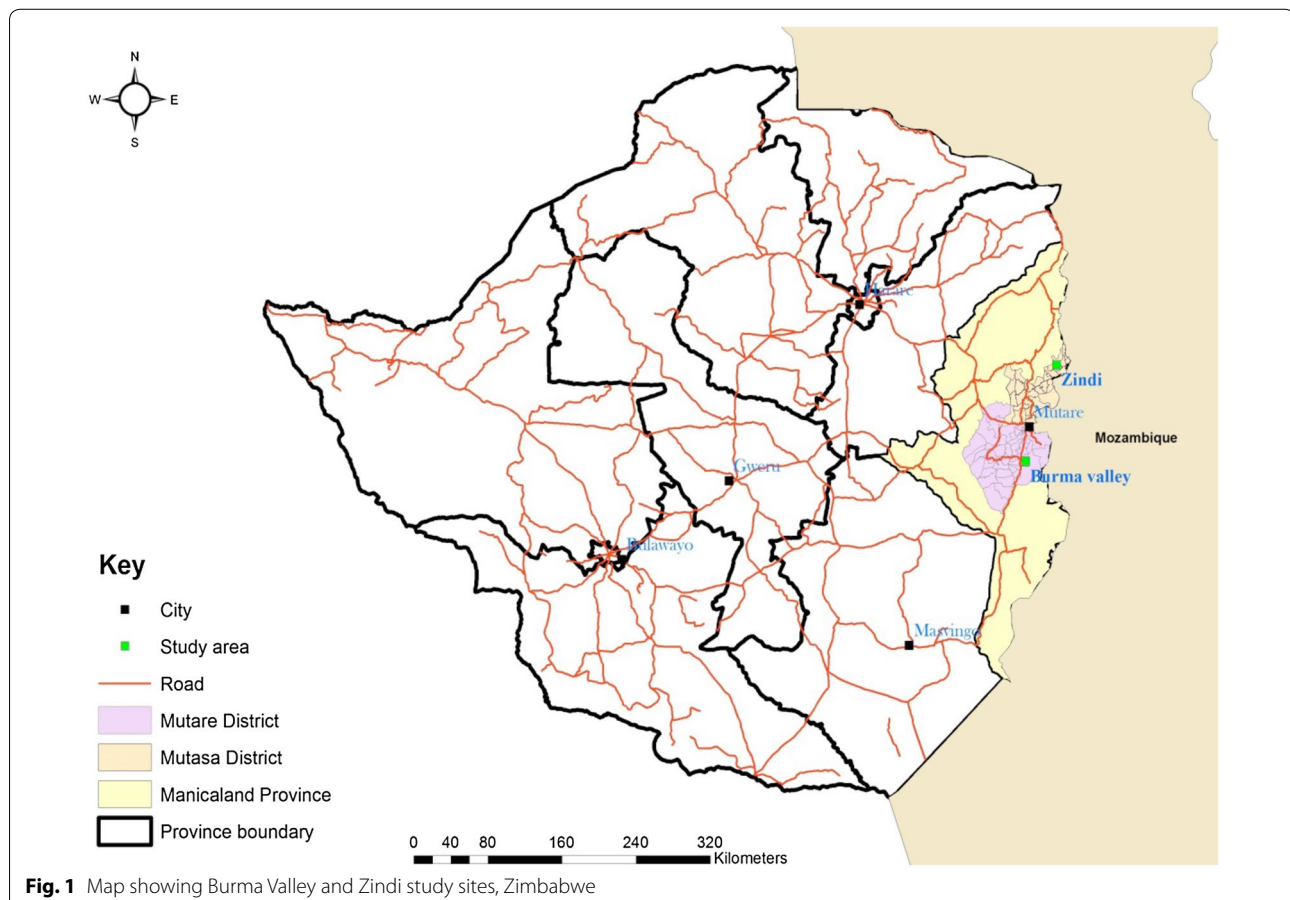 N
W E
S
Harare
Zindi
Mutare
Mozambique
Gweru
Burma valley
Bulawayo
Masvingo
Key
City
Study area
Road
Mutare District
Mutasa District
Manicaland Province
Province boundary
0 40 80 160 240 320
Kilometers
Fig. 1 Map showing Burma Valley and Zindi study sites, Zimbabwe